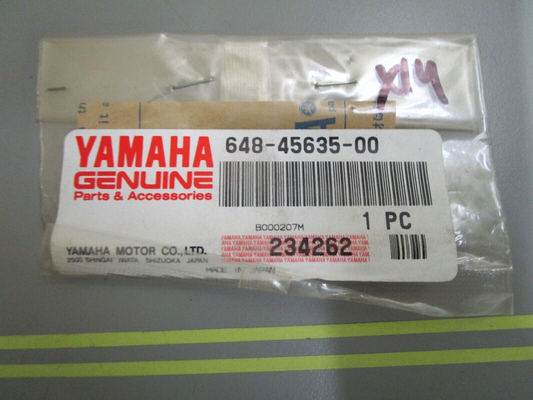 X14
YAMAHA
GENUINE
Parts & Accessories
648-45635-00
B000207M
1 PC
234262
YAMAHA MOTOR CO., LTD.
2500 SHINGAI IWATA SHIZUOKA JAPAN
MADE IN JAPAN